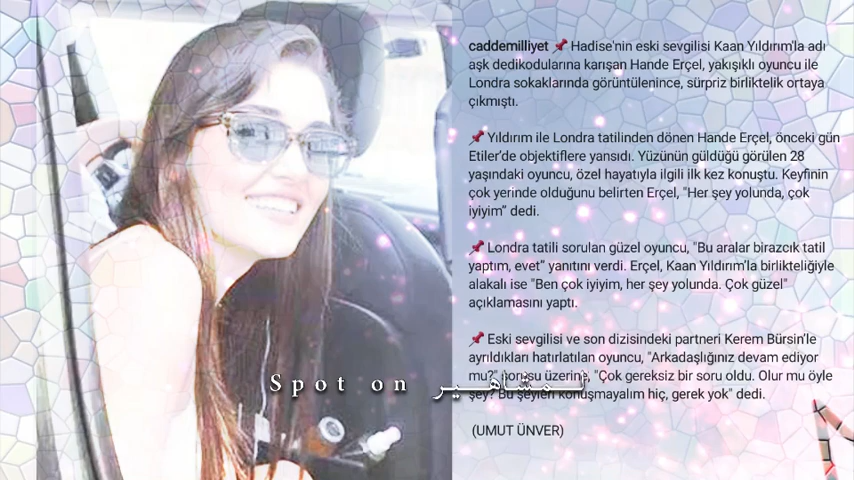 caddemilliyet 📌 Hadise'nin eski sevgilisi Kaan Yıldırım'la adı
aşk dedikodularına karışan Hande Erçel, yakışıklı oyuncu ile
Londra sokaklarında görüntülenince, sürpriz birliktelik ortaya
çıkmıştı.
📌 Yıldırım ile Londra tatilinden dönen Hande Erçel, önceki gün
Etiler'de objektiflere yansıdı. Yüzünün güldüğü görülen 28
yaşındaki oyuncu, özel hayatıyla ilgili ilk kez konuştu. Keyfinin
çok yerinde olduğunu belirten Erçel, "Her şey yolunda, çok
iyiyim" dedi.
📌 Londra tatili sorulan güzel oyuncu, "Bu aralar birazcık tatil
yaptım, evet" yanıtını verdi. Erçel, Kaan Yıldırım'la birlikteliğiyle
alakalı ise "Ben çok iyiyim, her şey yolunda. Çok güzel"
açıklamasını yaptı.
📌 Eski sevgilisi ve son dizisindeki partneri Kerem Bürsin'le
ayrıldıkları hatırlatılan oyuncu, "Arkadaşlığınız devam ediyor
mu?" sorusu üzerine, "Çok gereksiz bir soru oldu. Olur mu öyle
şey? Bu şeyleri konuşmayalım hiç, gerek yok" dedi.
Spot on لـمشاهـيـر
(UMUT ÜNVER)